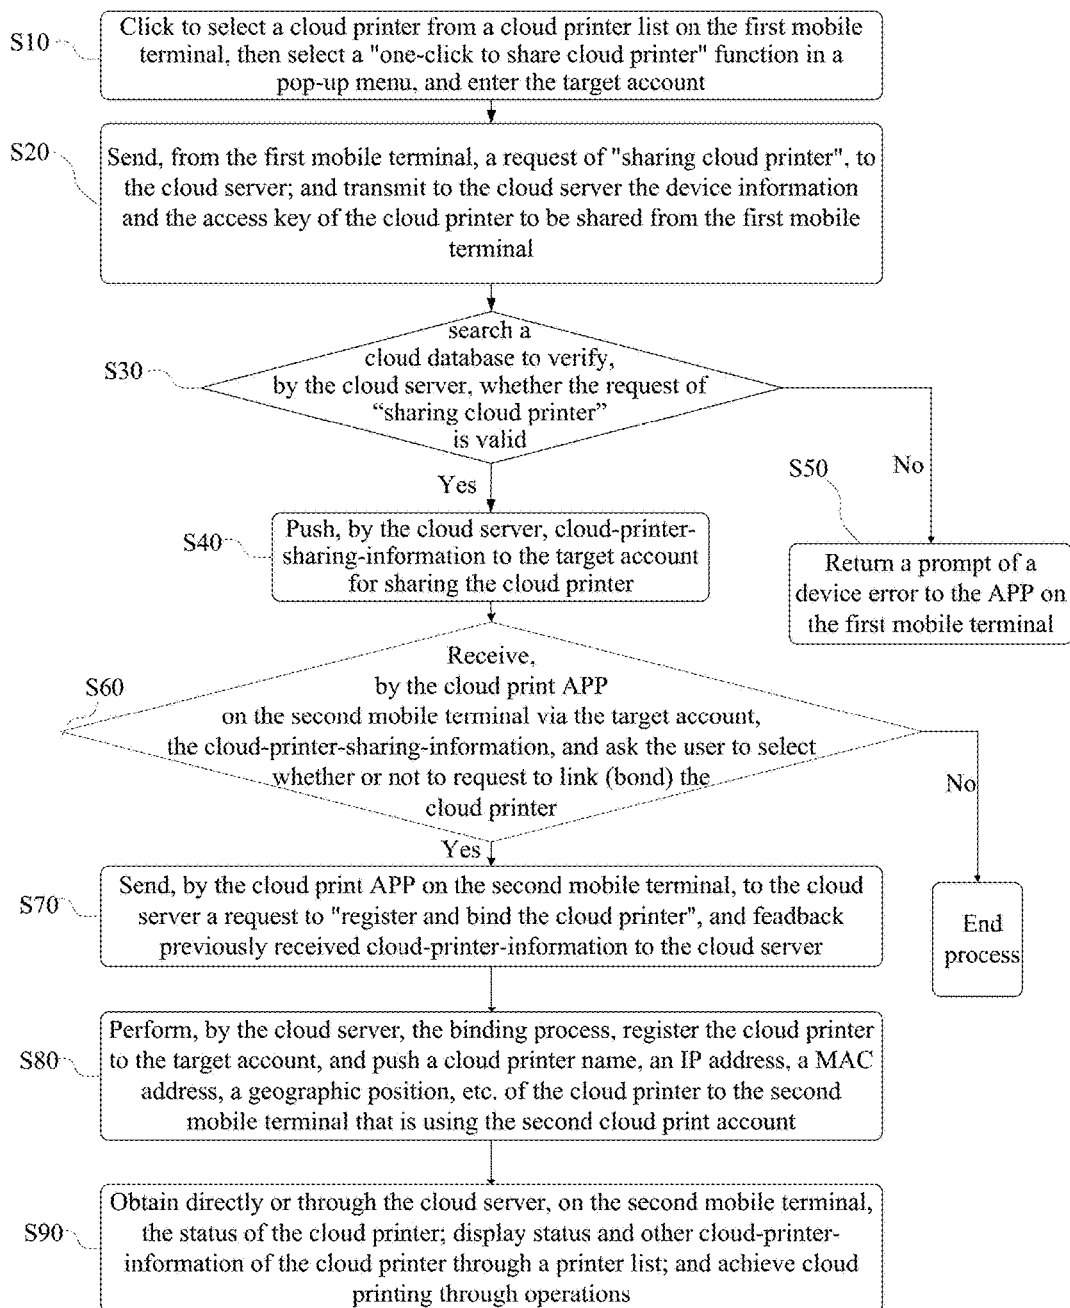 S10
Click to select a cloud printer from a cloud printer list on the first mobile
terminal, then select a "one-click to share cloud printer" function in a
pop-up menu, and enter the target account
S20
Send, from the first mobile terminal, a request of "sharing cloud printer", to
the cloud server; and transmit to the cloud server the device information
and the access key of the cloud printer to be shared from the first mobile
terminal
S30
search a
cloud database to verify,
by the cloud server, whether the request of
“sharing cloud printer”
is valid
Yes
No
S40
Push, by the cloud server, cloud-printer-
sharing-information to the target account
for sharing the cloud printer
S50
Return a prompt of a
device error to the APP on
the first mobile terminal
S60
Receive,
by the cloud print APP
on the second mobile terminal via the target account,
the cloud-printer-sharing-information, and ask the user to select
whether or not to request to link (bond) the
cloud printer
Yes
No
S70
Send, by the cloud print APP on the second mobile terminal, to the cloud
server a request to "register and bind the cloud printer", and feadback
previously received cloud-printer-information to the cloud server
End
process
S80
Perform, by the cloud server, the binding process, register the cloud printer
to the target account, and push a cloud printer name, an IP address, a MAC
address, a geographic position, etc. of the cloud printer to the second
mobile terminal that is using the second cloud print account
S90
Obtain directly or through the cloud server, on the second mobile terminal,
the status of the cloud printer; display status and other cloud-printer-
information of the cloud printer through a printer list; and achieve cloud
printing through operations